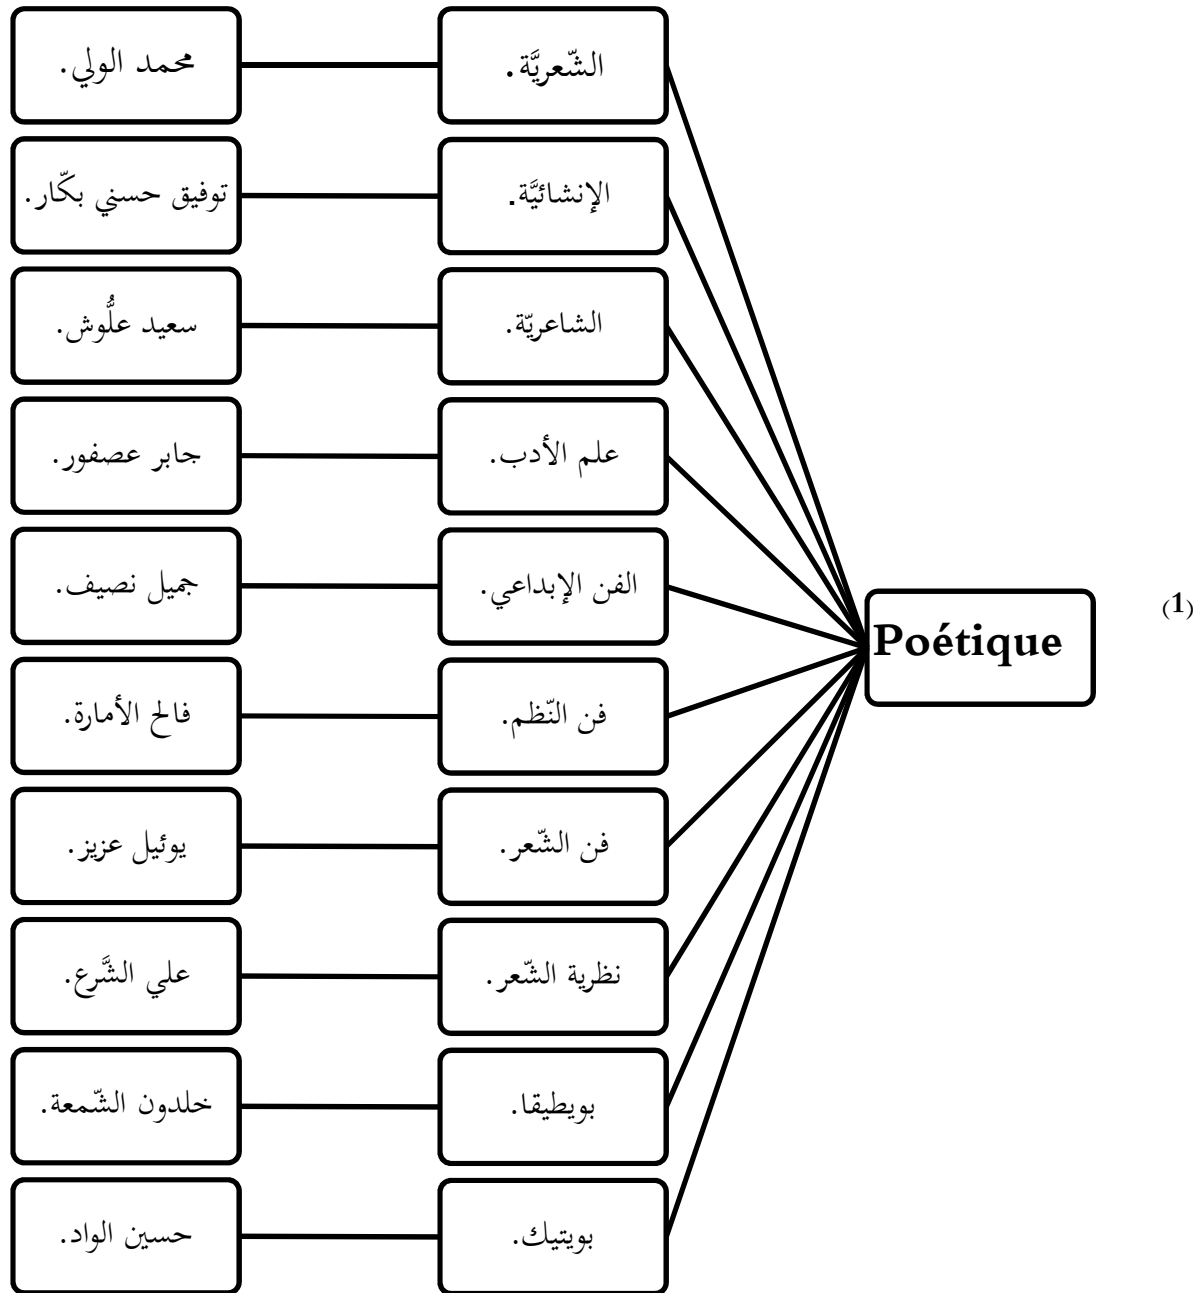 (1)
Poétique
الشّعريَّة.
محمد الولي.
الإنشائيَّة.
توفيق حسني بكّار.
الشاعريّة.
سعيد علُّوش.
علم الأدب.
جابر عصفور.
الفن الإبداعي.
جميل نصيف.
فن النّظم.
فالح الأمارة.
فن الشّعر.
يوئيل عزيز.
نظرية الشّعر.
علي الشَّرع.
بويطيقا.
خلدون الشّمعة.
بويتيك.
حسين الواد.